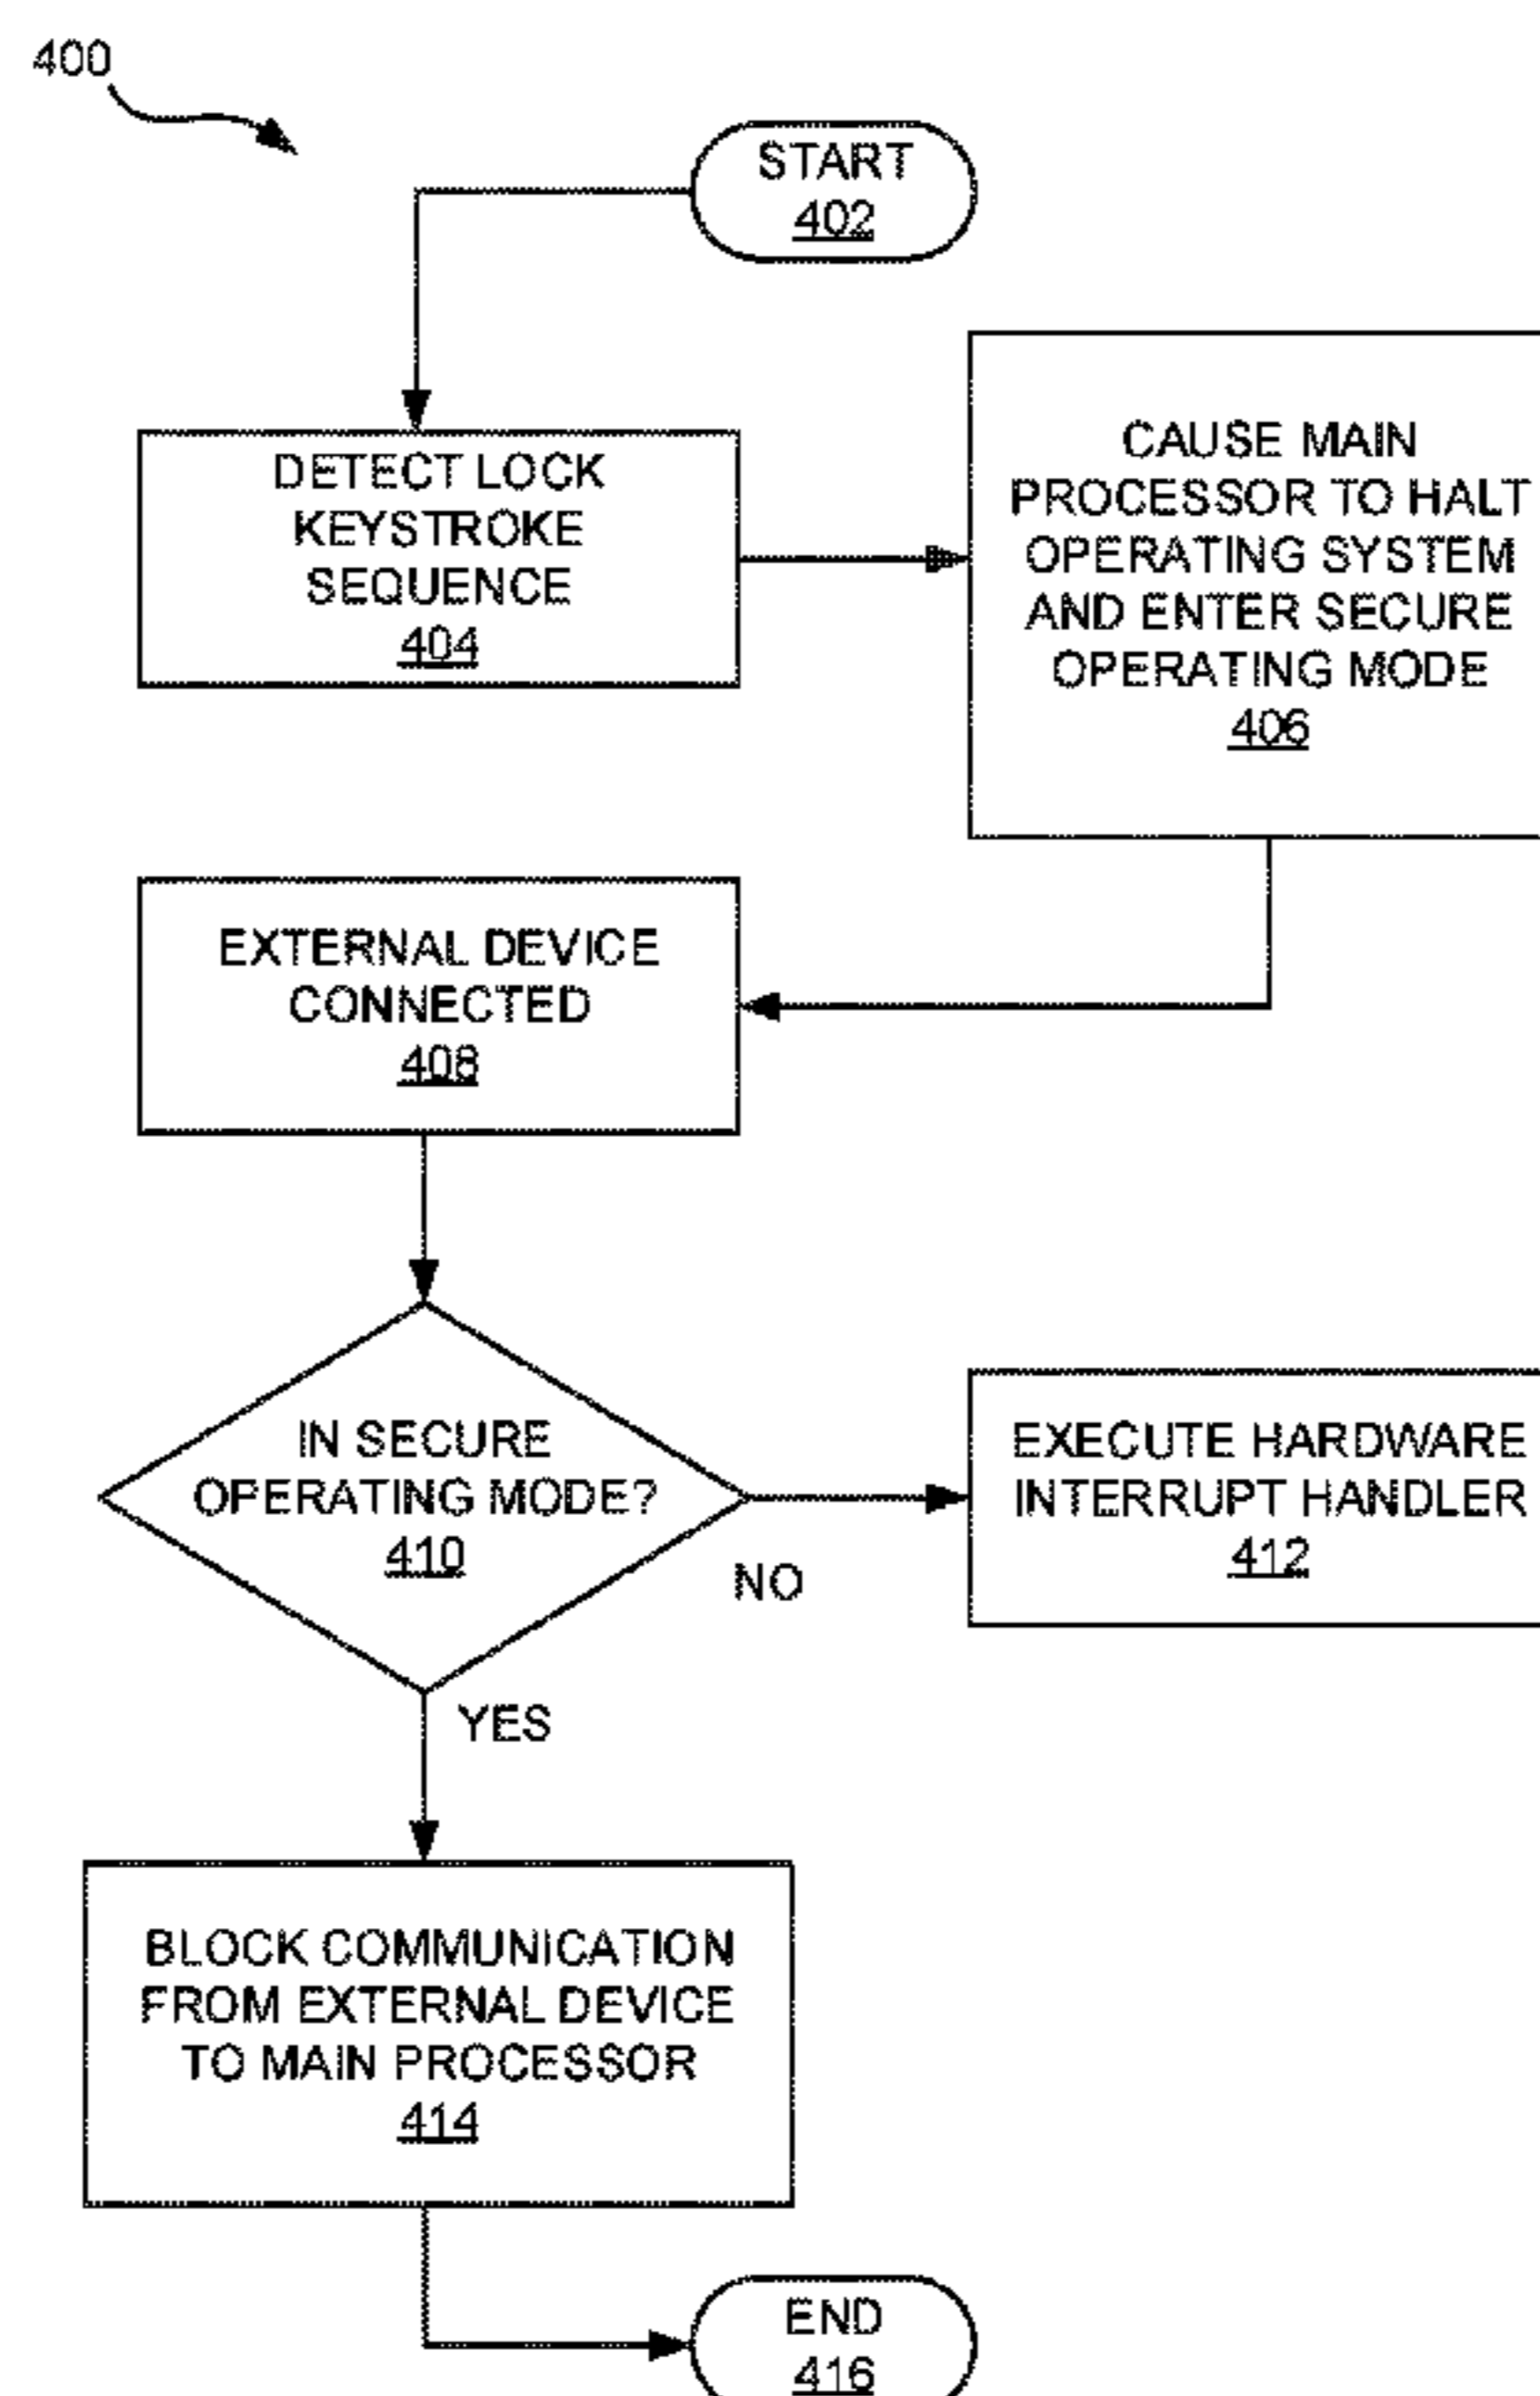 400
START
402
DETECT LOCK
KEYSTROKE
SEQUENCE
404
CAUSE MAIN
PROCESSOR TO HALT
OPERATING SYSTEM
AND ENTER SECURE
OPERATING MODE
406
EXTERNAL DEVICE
CONNECTED
408
IN SECURE
OPERATING MODE?
410
NO
EXECUTE HARDWARE
INTERRUPT HANDLER
412
YES
BLOCK COMMUNICATION
FROM EXTERNAL DEVICE
TO MAIN PROCESSOR
414
END
416